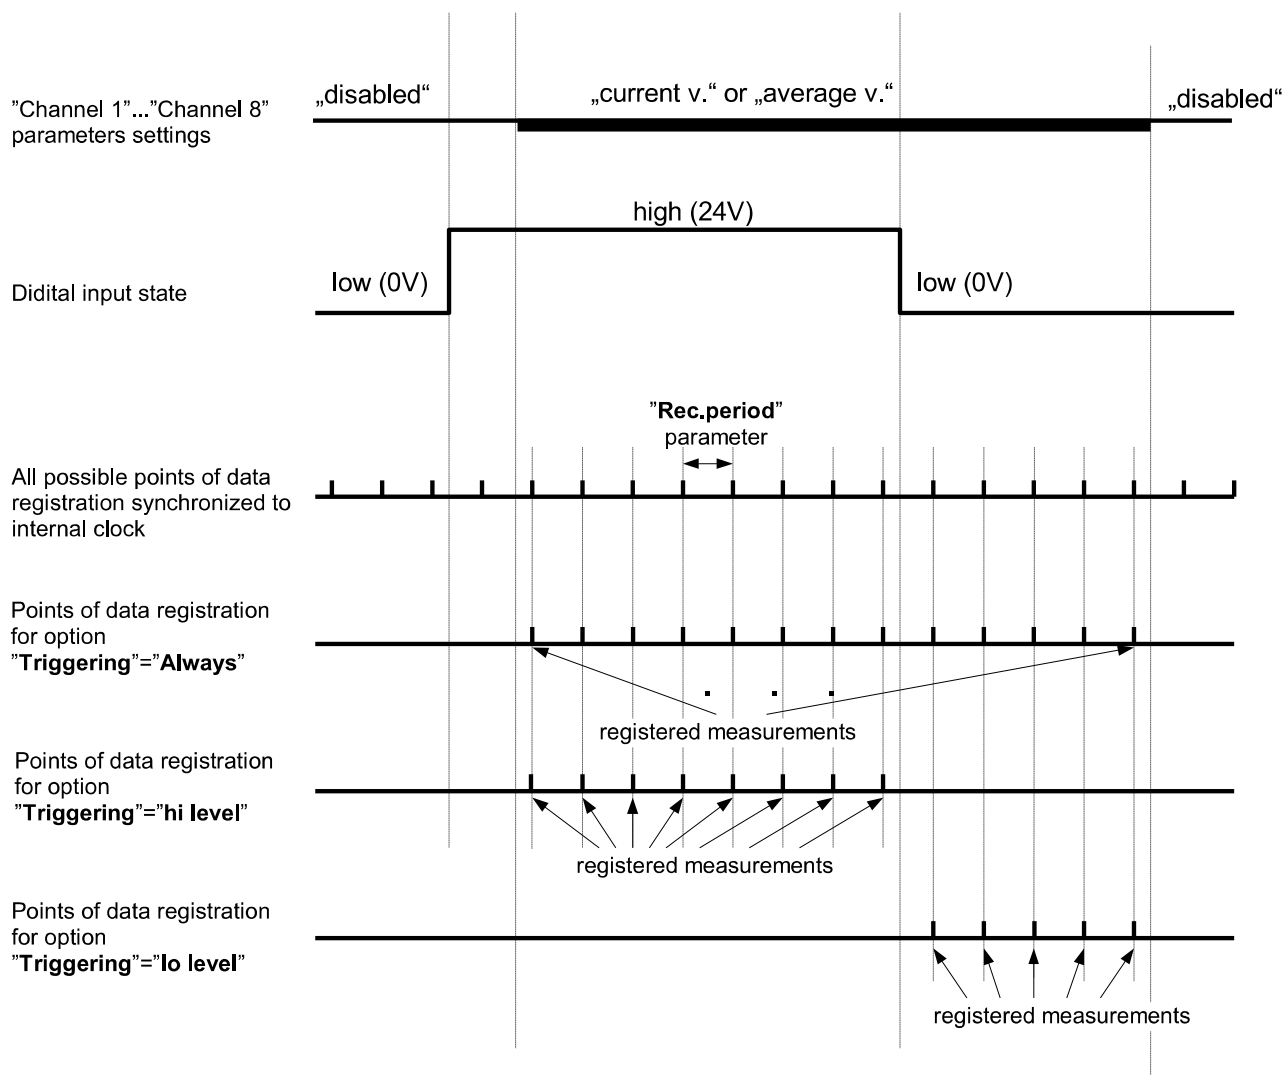 „disabled“
„current v.“ or „average v.“
„disabled“
”Channel 1”...”Channel 8”
parameters settings
high (24V)
low (0V)
low (0V)
Didital input state
”Rec.period”
parameter
All possible points of data
registration synchronized to
internal clock
Points of data registration
for option
”Triggering”=”Always”
. . .
registered measurements
Points of data registration
for option
”Triggering”=”hi level”
registered measurements
Points of data registration
for option
”Triggering”=”lo level”
registered measurements